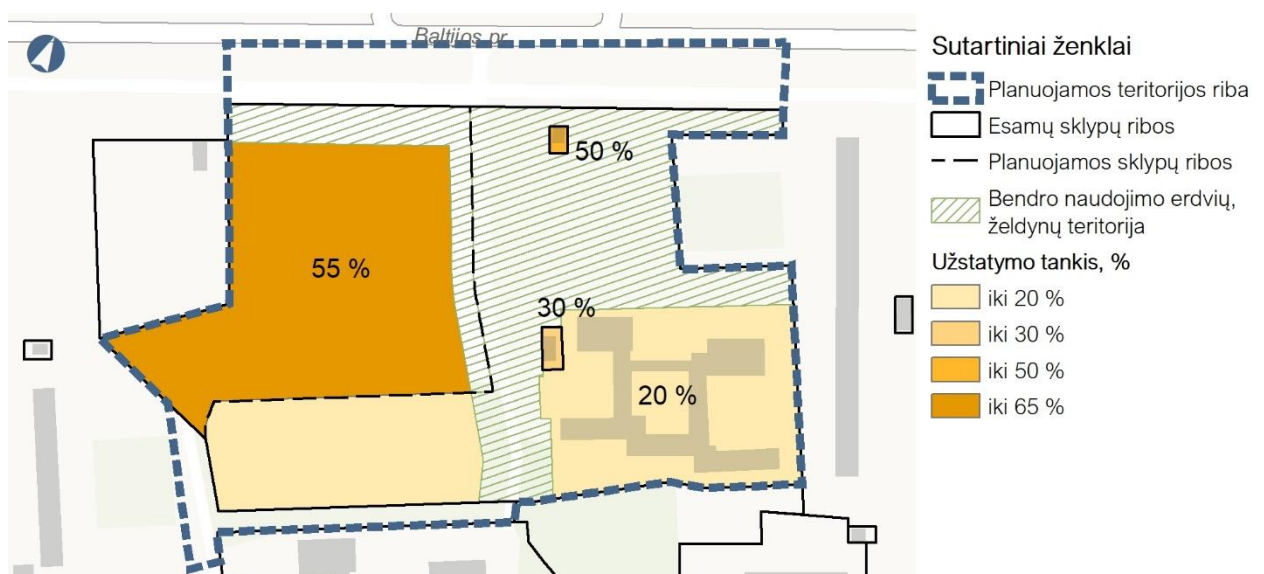 Baltijos pr.
50 %
55 %
30 %
20 %
Sutartiniai ženklai
Planuojamos teritorijos riba
Esamų sklypų ribos
Planuojamos sklypų ribos
Bendro naudojimo erdvių,
želdynų teritorija
Užstatymo tankis, %
iki 20 %
iki 30 %
iki 50 %
iki 65 %